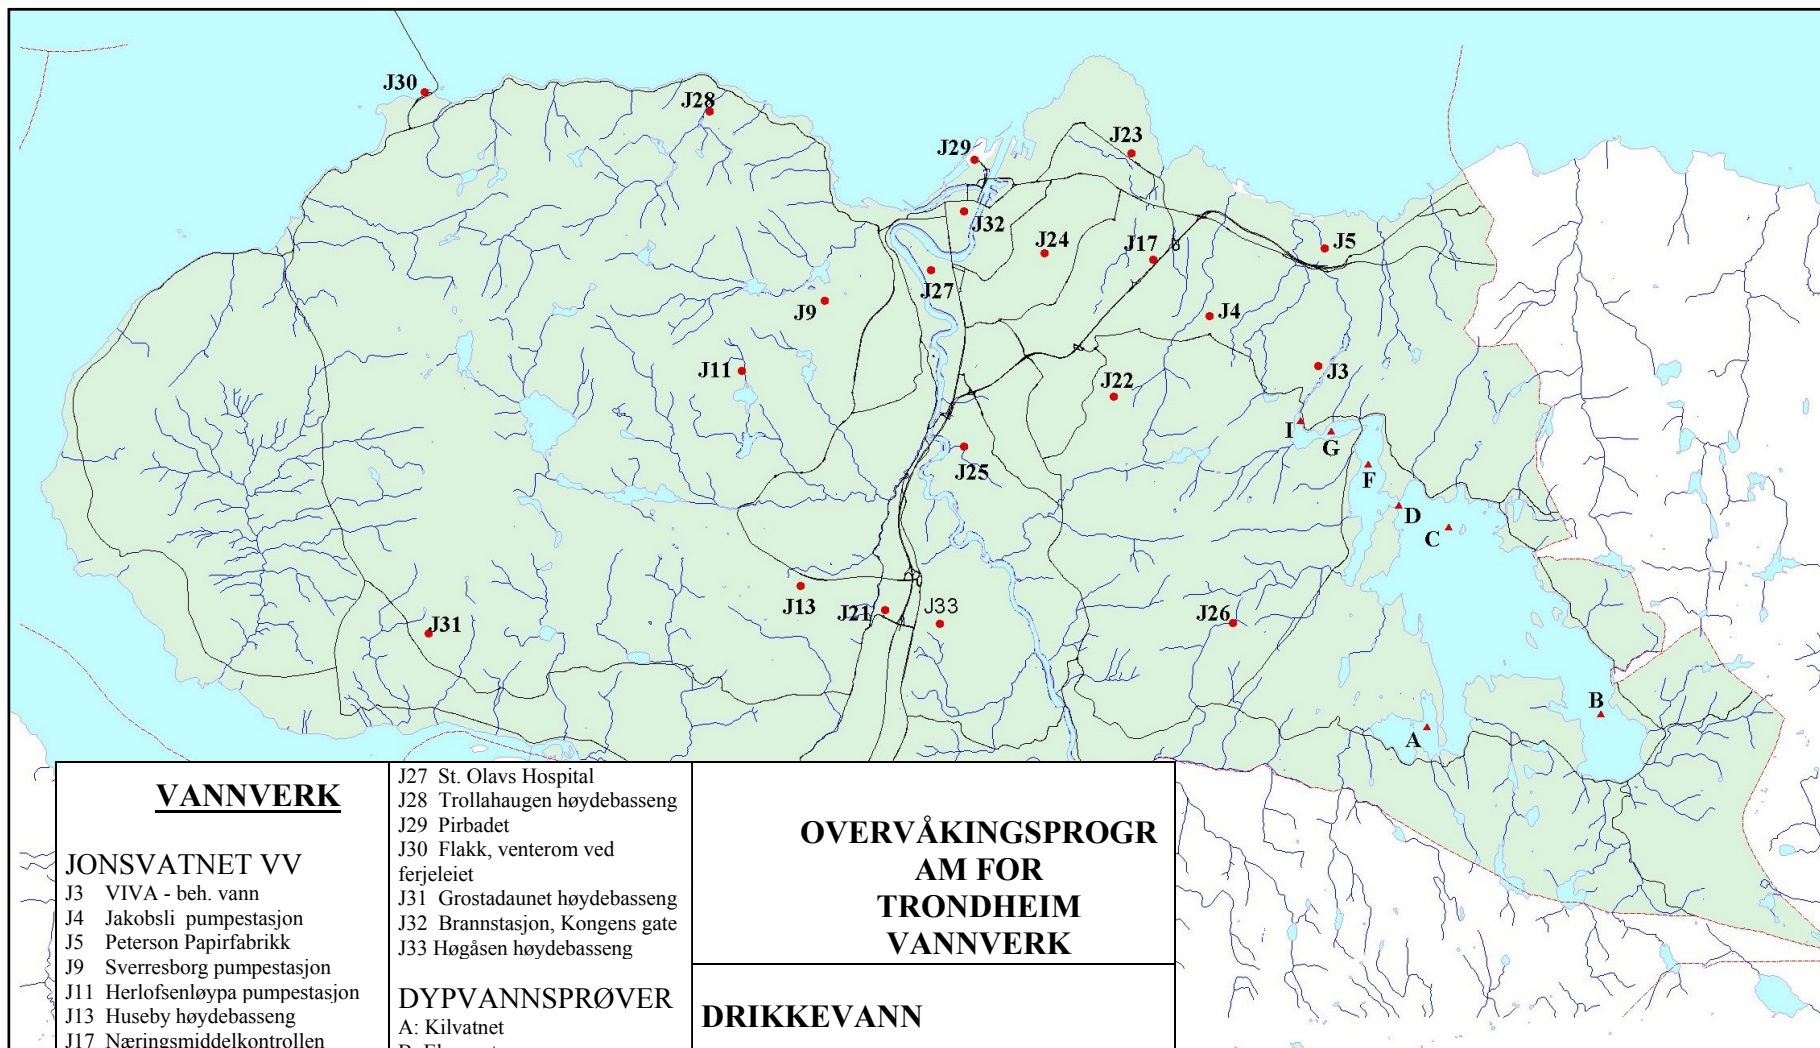 J30
J28
J29
J23
J32
J24
J17
J5
J27
J9
J4
J11
J22
J3
I
G
J25
F
D
C
J13
J21
J33
J26
J31
B
A
VANNVERK
JONSVATNET VV
J3 VIVA - beh. vann
J4 Jakobsli pumpestasjon
J5 Peterson Papirfabrikk
J9 Sverresborg pumpestasjon
J11 Herlofsenløypa pumpestasjon
J13 Huseby høydebasseng
J17 Næringsmiddelkontrollen
J27 St. Olavs Hospital
J28 Trollahaugen høydebasseng
J29 Pirbadet
J30 Flakk, venterom ved
ferjeleiet
J31 Grostadaunet høydebasseng
J32 Brannstasjon, Kongens gate
J33 Høgåsen høydebasseng
DYPVANNSPRØVER
A: Kilvatnet
OVERVÅKINGSPROGR
AM FOR
TRONDHEIM
VANNVERK
DRIKKEVANN